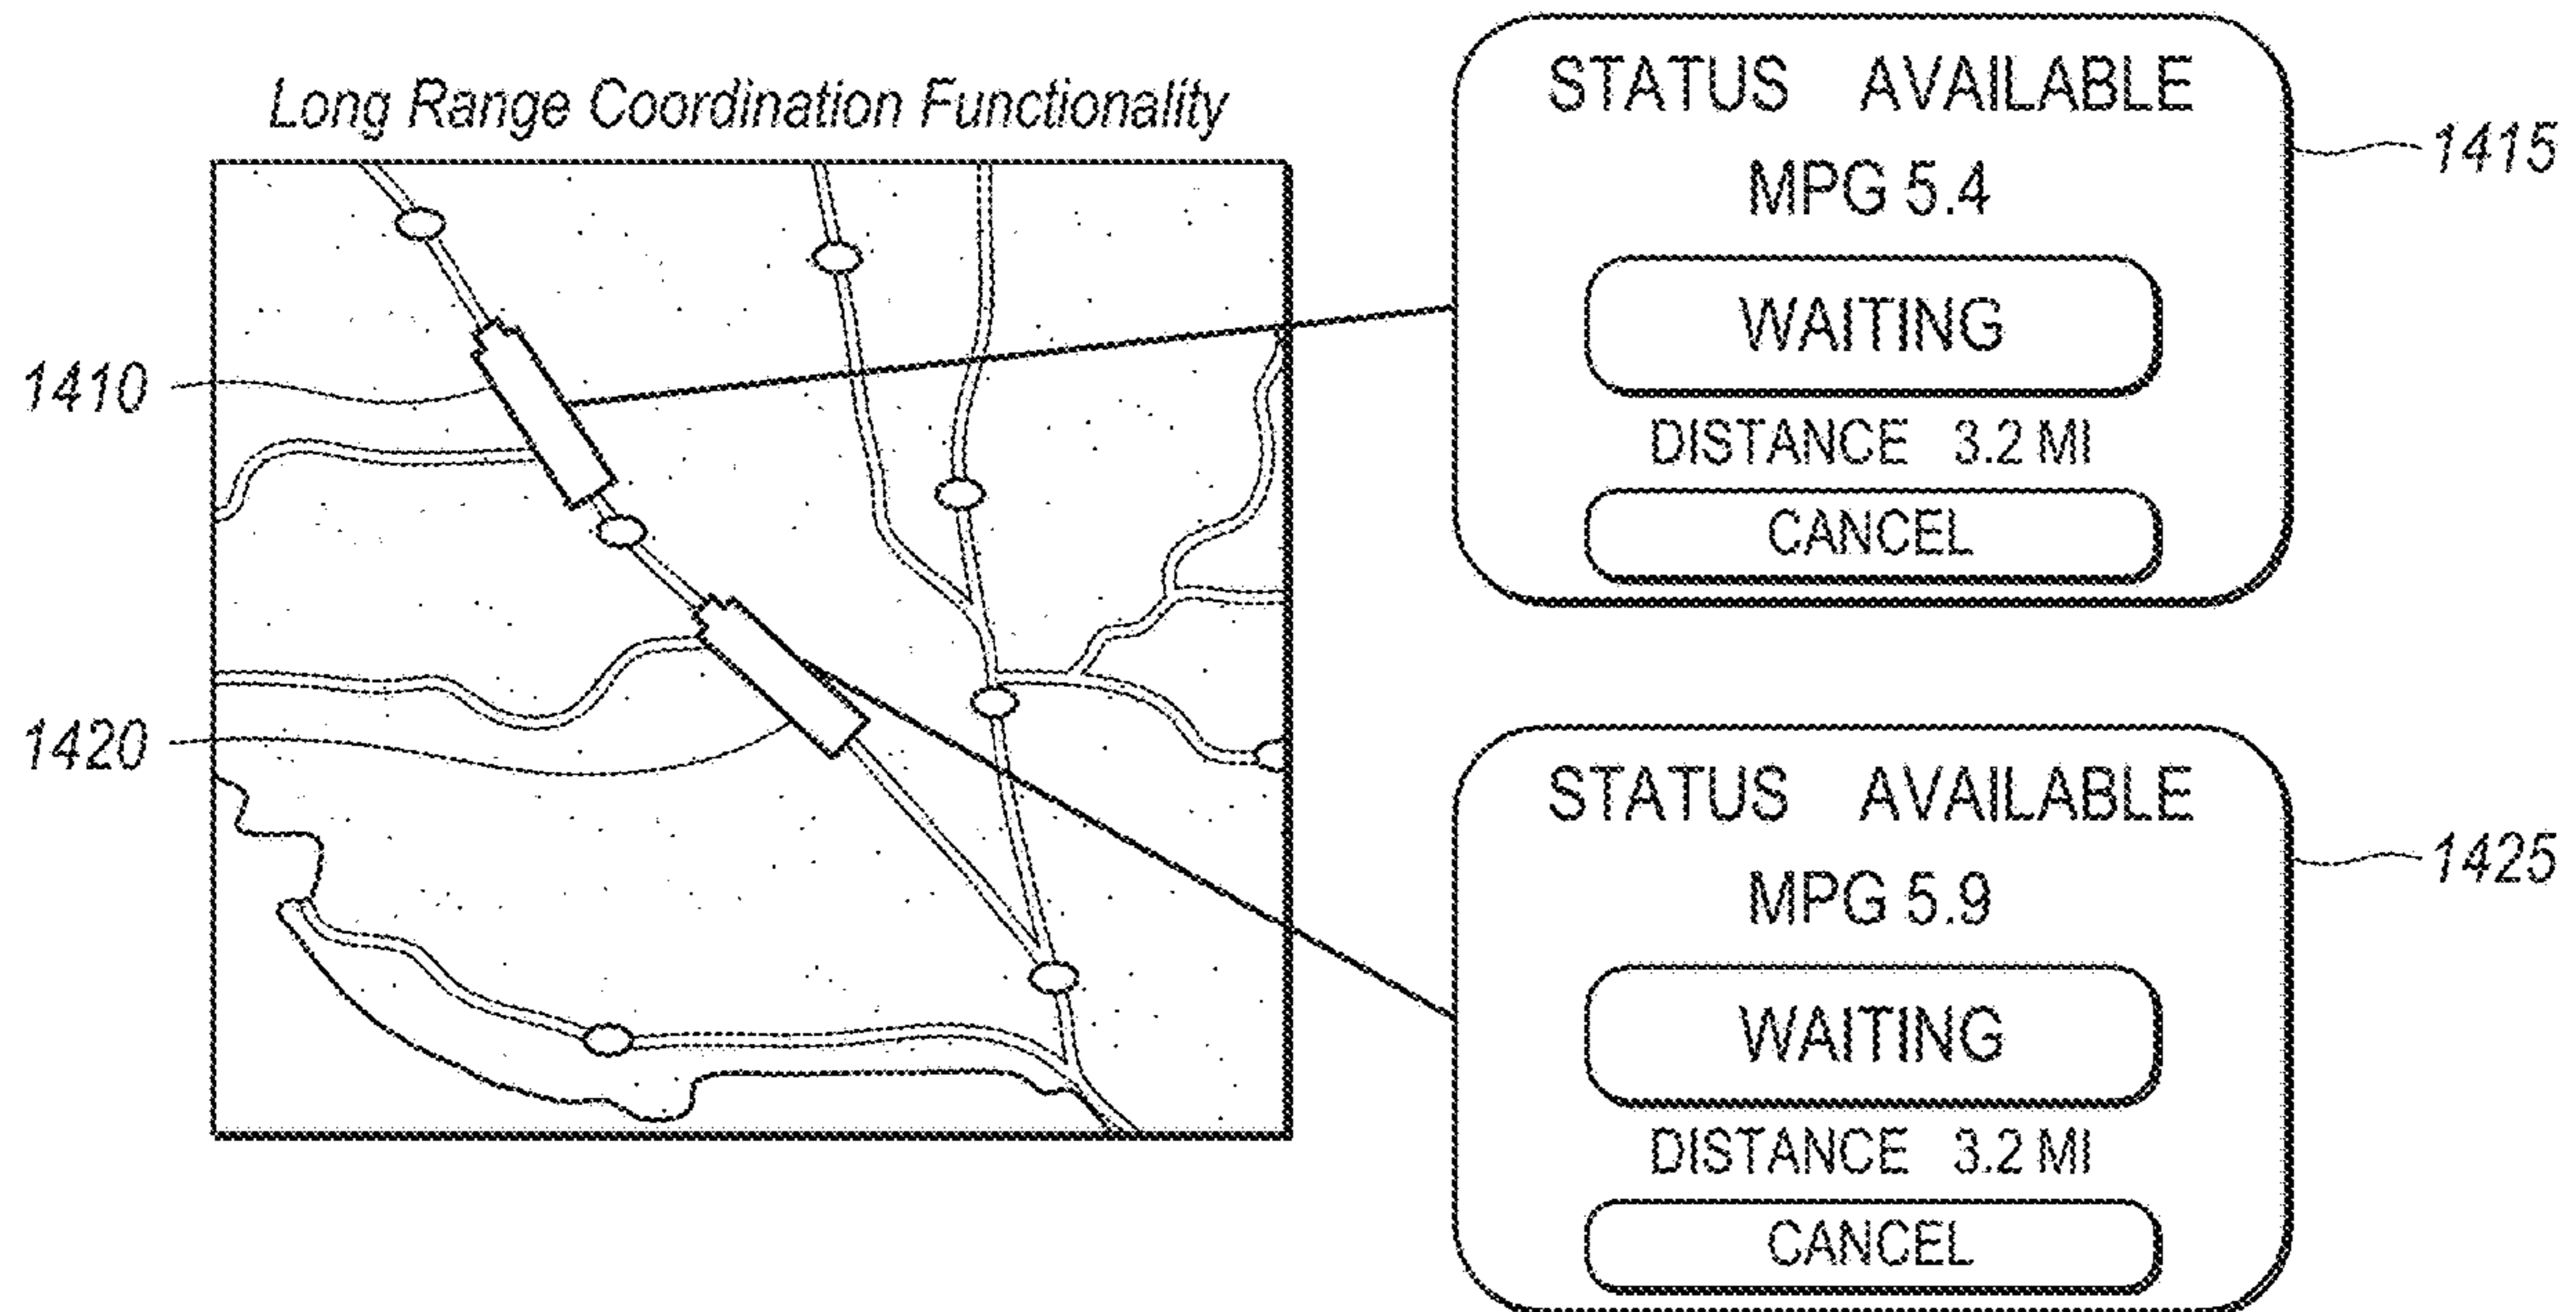 Long Range Coordination Functionality
1410
1420
STATUS AVAILABLE
MPG 5.4
WAITING
DISTANCE 3.2 MI
CANCEL
1415
STATUS AVAILABLE
MPG 5.9
WAITING
DISTANCE 3.2 MI
CANCEL
1425